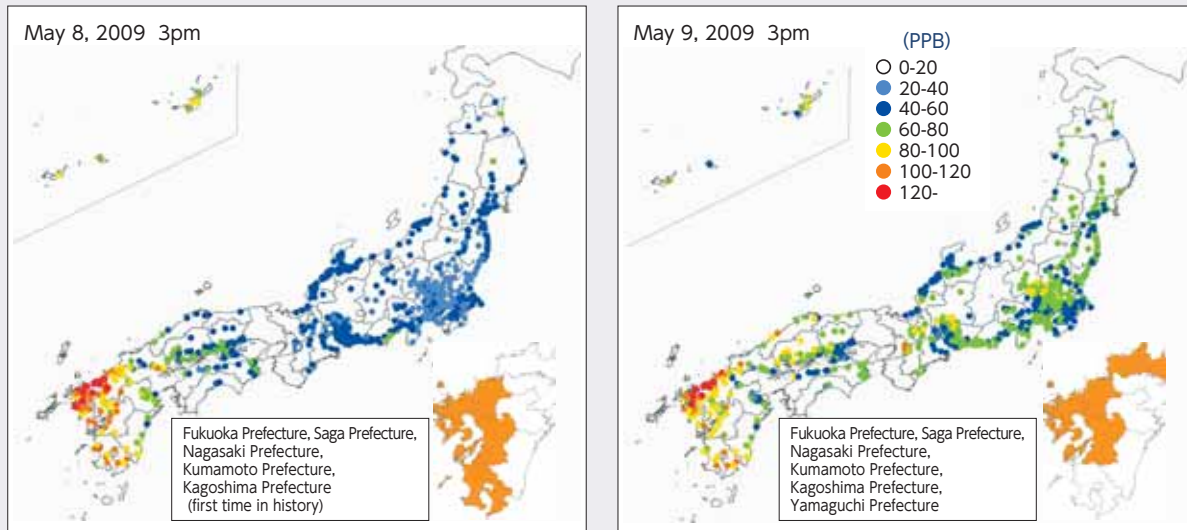 May 8, 2009 3pm
Fukuoka Prefecture, Saga Prefecture,
Nagasaki Prefecture,
Kumamoto Prefecture,
Kagoshima Prefecture
(first time in history)
May 9, 2009 3pm
(PPB)
0-20
20-40
40-60
60-80
80-100
100-120
120-
Fukuoka Prefecture, Saga Prefecture,
Nagasaki Prefecture,
Kumamoto Prefecture,
Kagoshima Prefecture,
Yamaguchi Prefecture